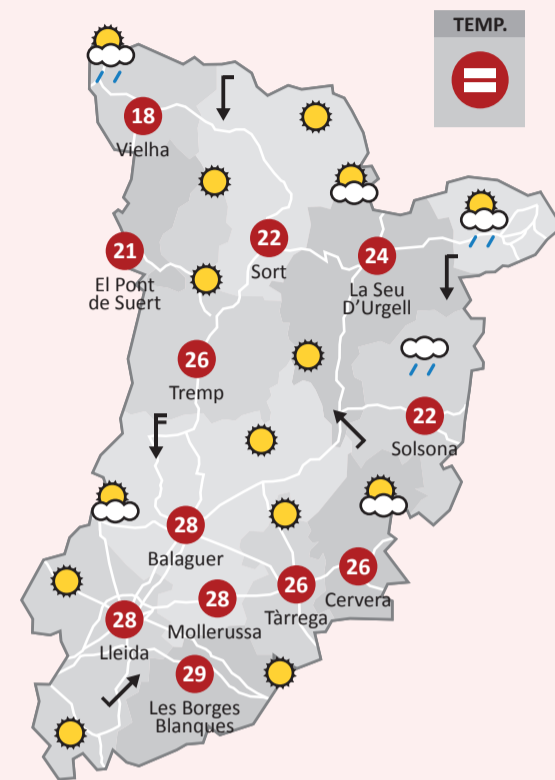 TEMP.
18
Vielha
21
El Pont
de Suert
22
Sort
24
La Seu
D'Urgell
26
Tremp
22
Solsona
28
Balaguer
26
Cervera
26
Tàrrega
28
Mollerussa
28
Lleida
29
Les Borges
Blanques